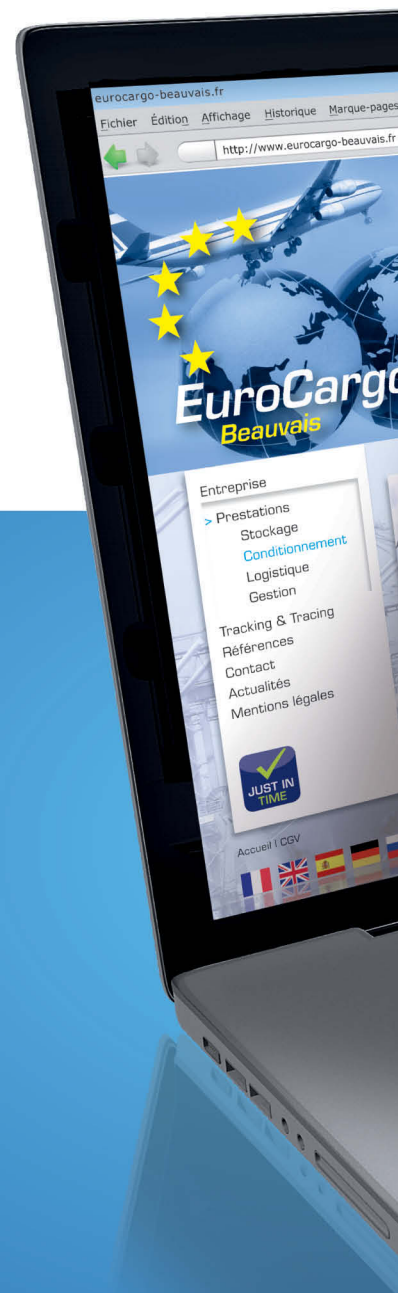 eurocargo-beauvais.fr
Fichier Édition Affichage Historique Marque-pages
http://www.eurocargo-beauvais.fr
EuroCargo
Beauvais
Entreprise
> Prestations
Stockage
Conditionnement
Logistique
Gestion
Tracking & Tracing
Références
Contact
Actualités
Mentions légales
JUST IN
TIME
Accueil | CGV